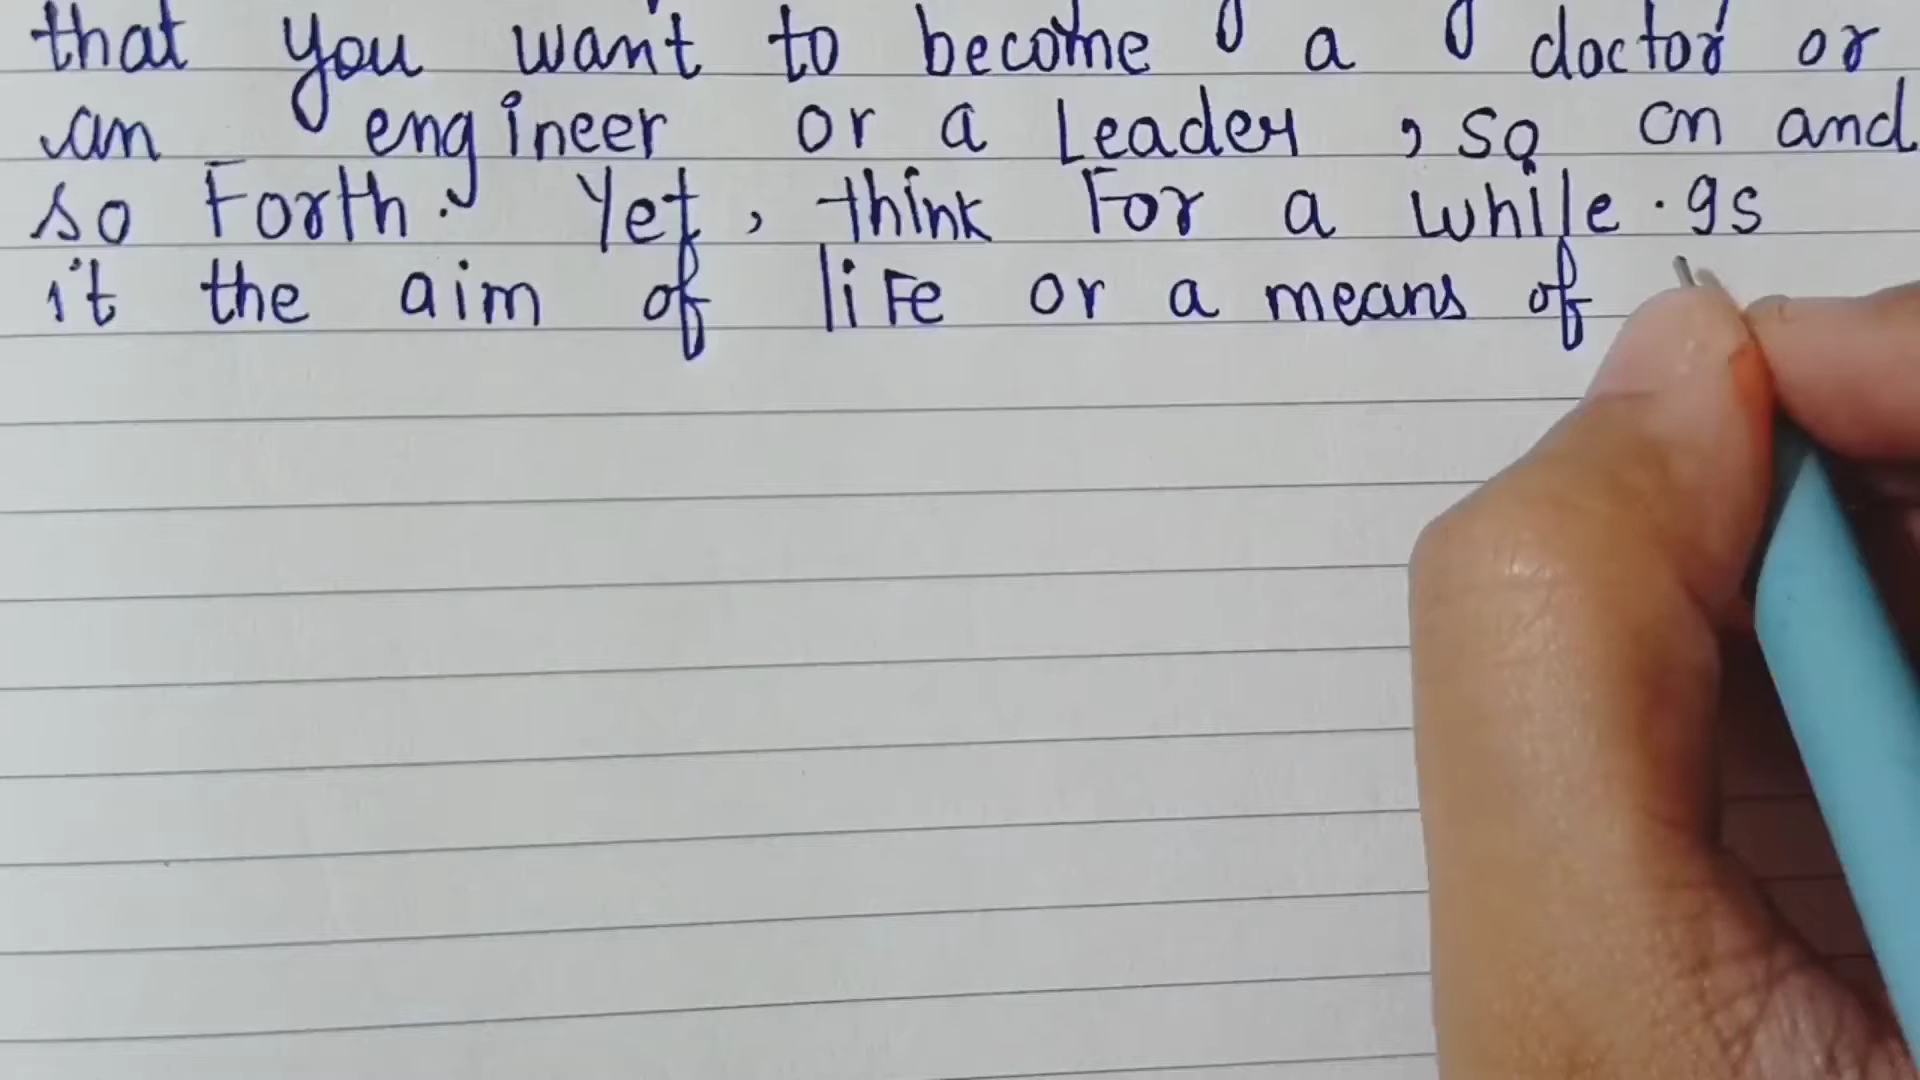 that you want to become a doctor or
an engineer or a Leader, so on and
so Forth. Yet, think For a while. Is
it the aim of life or a means of